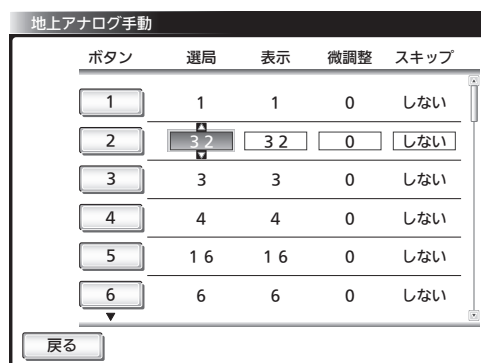 地上アナログ手動
ボタン 選局 表示 微調整 スキップ
1 1 1 0 しない
2 32 32 0 しない
3 3 3 0 しない
4 4 4 0 しない
5 16 16 0 しない
6 6 6 0 しない
戻る